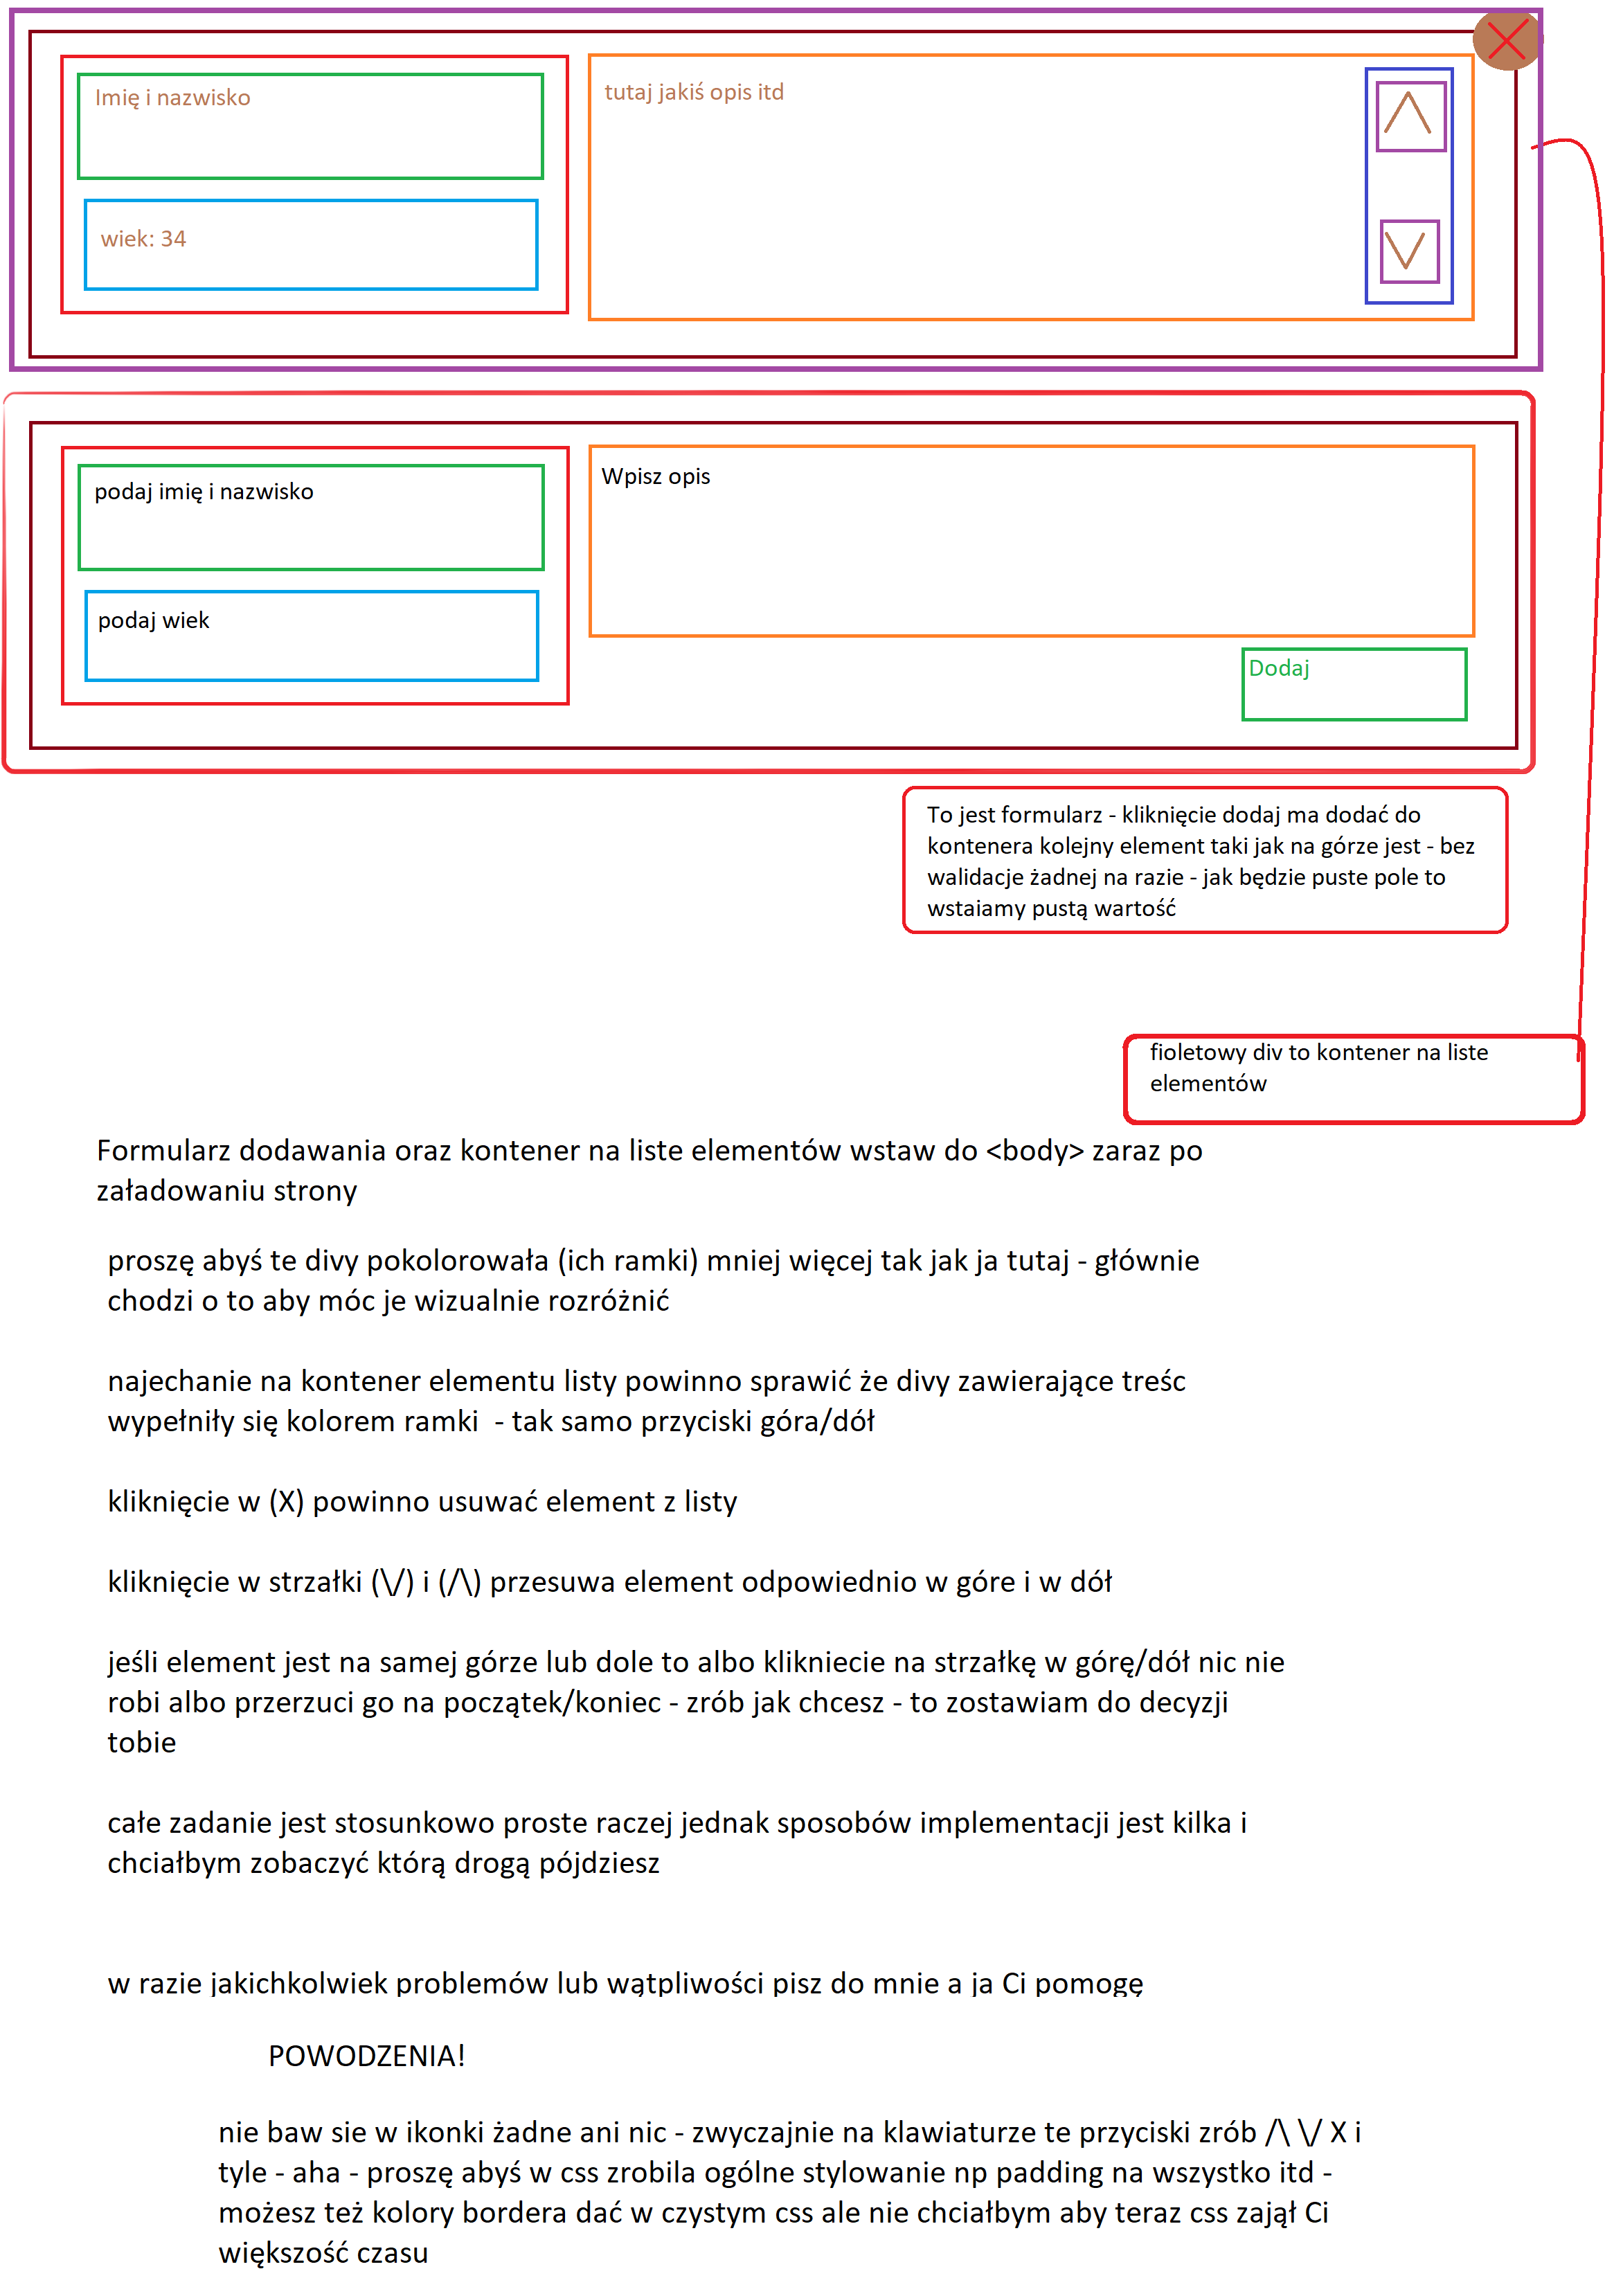 Imię i nazwisko
wiek: 34
tutaj jakiś opis itd
podaj imię i nazwisko
podaj wiek
Wpisz opis
Dodaj
To jest formularz - kliknięcie dodaj ma dodać do
kontenera kolejny element taki jak na górze jest - bez
walidacje żadnej na razie - jak będzie puste pole to
wstaiamy pustą wartość
fioletowy div to kontener na liste
elementów
Formularz dodawania oraz kontener na liste elementów wstaw do <body> zaraz po
załadowaniu strony
proszę abyś te divy pokolorowała (ich ramki) mniej więcej tak jak ja tutaj - głównie
chodzi o to aby móc je wizualnie rozróżnić
najechanie na kontener elementu listy powinno sprawić że divy zawierające treśc
wypełniły się kolorem ramki  - tak samo przyciski góra/dół
kliknięcie w (X) powinno usuwać element z listy
kliknięcie w strzałki (\/) i (/\) przesuwa element odpowiednio w góre i w dół
jeśli element jest na samej górze lub dole to albo klikniecie na strzałkę w górę/dół nic nie
robi albo przerzuci go na początek/koniec - zrób jak chcesz - to zostawiam do decyzji
tobie
całe zadanie jest stosunkowo proste raczej jednak sposobów implementacji jest kilka i
chciałbym zobaczyć którą drogą pójdziesz
w razie jakichkolwiek problemów lub wątpliwości pisz do mnie a ja Ci pomogę
POWODZENIA!
nie baw sie w ikonki żadne ani nic - zwyczajnie na klawiaturze te przyciski zrób /\ \/ X i
tyle - aha - proszę abyś w css zrobila ogólne stylowanie np padding na wszystko itd -
możesz też kolory bordera dać w czystym css ale nie chciałbym aby teraz css zajął Ci
większość czasu